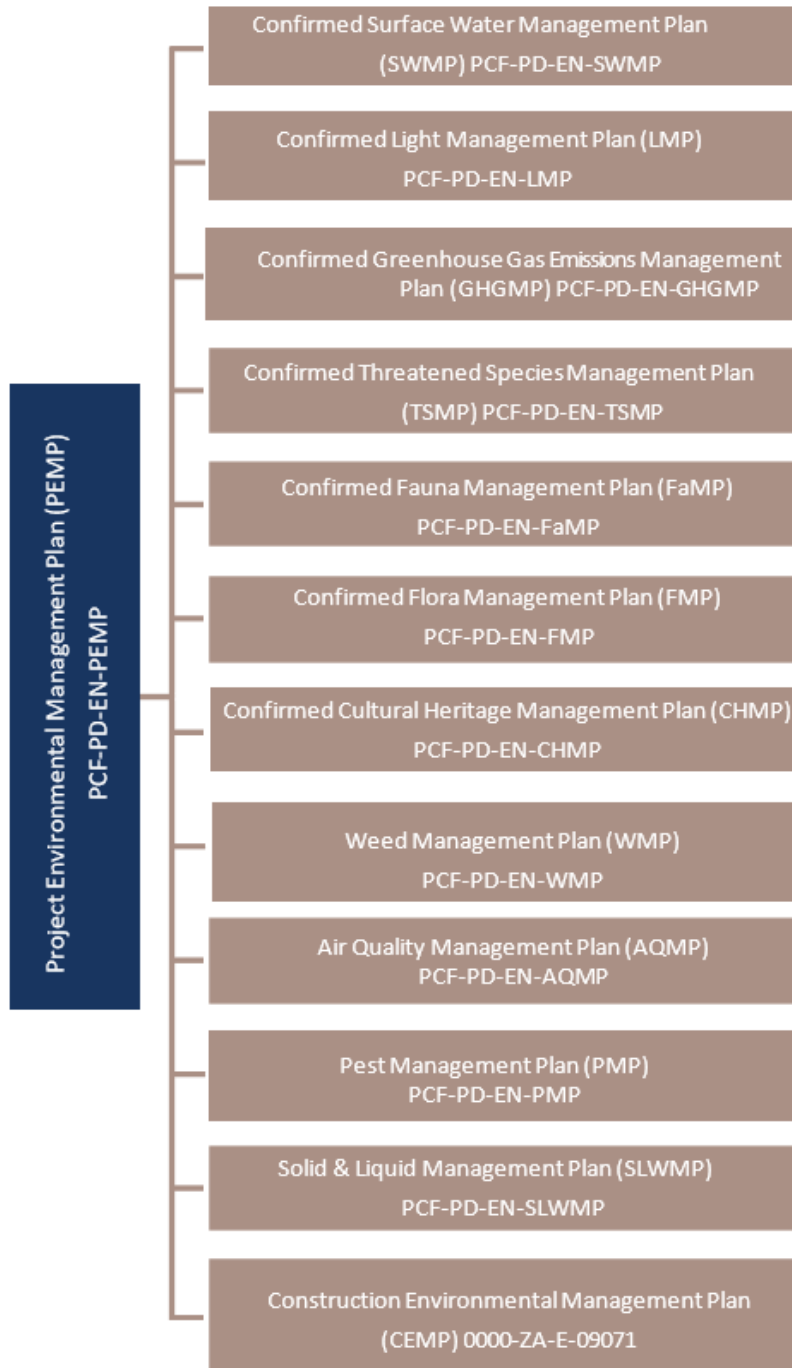 Project Environmental Management Plan (PEMP)
PCF-PD-EN-PEMP
Confirmed Surface Water Management Plan
(SWMP) PCF-PD-EN-SWMP
Confirmed Light Management Plan (LMP)
PCF-PD-EN-LMP
Confirmed Greenhouse Gas Emissions Management
Plan (GHGMP) PCF-PD-EN-GHGMP
Confirmed Threatened Species Management Plan
(TSMP) PCF-PD-EN-TSMP
Confirmed Fauna Management Plan (FaMP)
PCF-PD-EN-FaMP
Confirmed Flora Management Plan (FMP)
PCF-PD-EN-FMP
Confirmed Cultural Heritage Management Plan (CHMP)
PCF-PD-EN-CHMP
Weed Management Plan (WMP)
PCF-PD-EN-WMP
Air Quality Management Plan (AQMP)
PCF-PD-EN-AQMP
Pest Management Plan (PMP)
PCF-PD-EN-PMP
Solid & Liquid Management Plan (SLWMP)
PCF-PD-EN-SLWMP
Construction Environmental Management Plan
(CEMP) 0000-ZA-E-09071